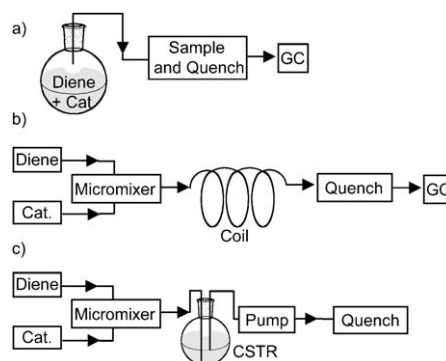 a)
Diene
+ Cat
Sample
and Quench
GC
b)
Diene
Cat.
Micromixer
Coil
Quench
GC
c)
Diene
Cat.
Micromixer
CSTR
Pump
Quench